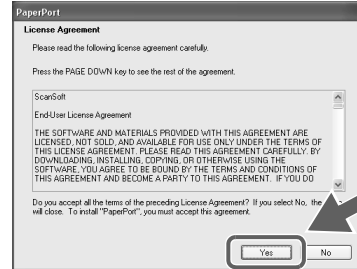 PaperPort
License Agreement
Please read the following license agreement carefully.
Press the PAGE DOWN key to see the rest of the agreement.
ScanSoft
End-User License Agreement
THE SOFTWARE AND MATERIALS PROVIDED WITH THIS AGREEMENT ARE
LICENSED, NOT SOLD, AND AVAILABLE FOR USE ONLY UNDER THE TERMS OF
THIS LICENSE AGREEMENT. PLEASE READ THIS AGREEMENT CAREFULLY. BY
DOWNLOADING, INSTALLING, COPYING, OR OTHERWISE USING THE
SOFTWARE, YOU AGREE TO BE BOUND BY THE TERMS AND CONDITIONS OF
THIS AGREEMENT AND BECOME A PARTY TO THIS AGREEMENT. IF YOU DO
Do you accept all the terms of the preceding License Agreement? If you select No, the
will close. To install "PaperPort", you must accept this agreement.
Yes
No